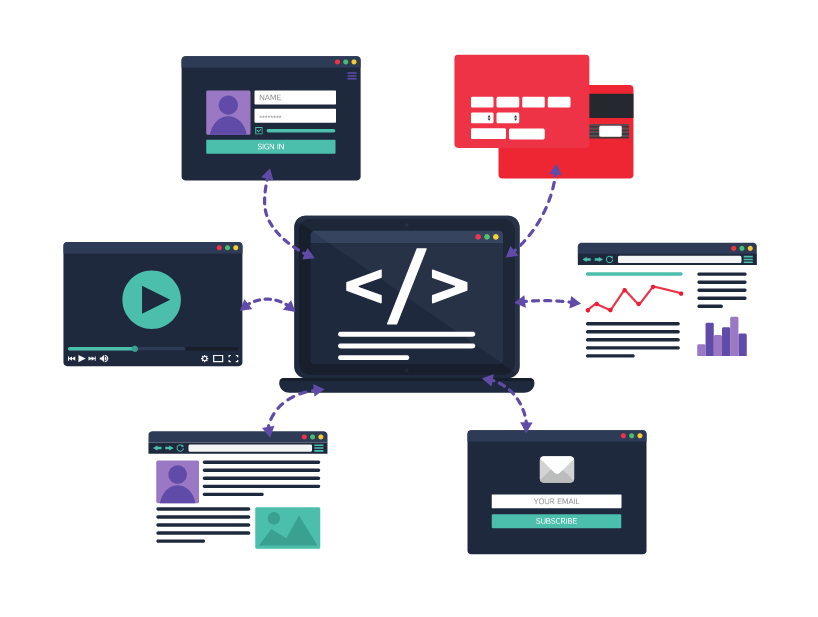 NAME
********
SIGN IN
</>
YOUR EMAIL
SUBSCRIBE